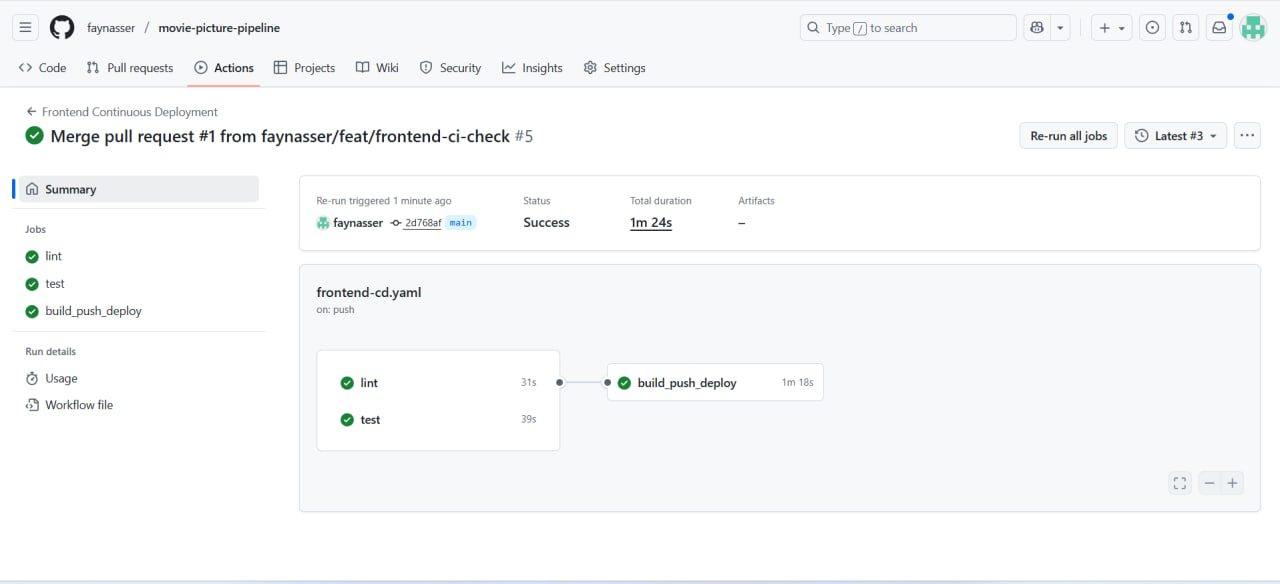 faynasser / movie-picture-pipeline
Type / to search
Code Pull requests Actions Projects Wiki Security Insights Settings
Frontend Continuous Deployment
Merge pull request #1 from faynasser/feat/frontend-ci-check #5
Re-run all jobs
Latest #3
Summary
Jobs
lint
test
build_push_deploy
Run details
Usage
Workflow file
Re-run triggered 1 minute ago
faynasser 2d768af main
Status
Success
Total duration
1m 24s
Artifacts
–
frontend-cd.yaml
on: push
lint 31s
test 39s
build_push_deploy 1m 18s